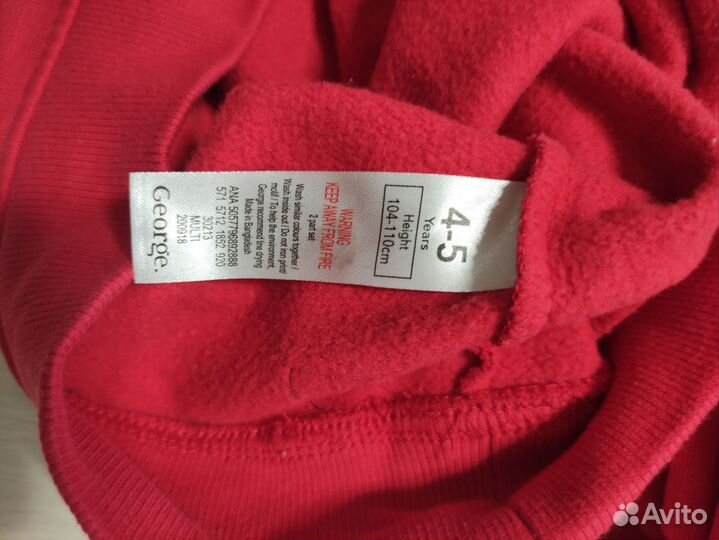 4-5
Years
Height
104-110cm
WARNING
KEEP AWAY FROM FIRE
2 part set
Wash similar colours together /
Wash inside out / Do not iron print/
motif / To help the environment,
George recommend line drying
Made in Bangladesh
ANA 5057796892888
571 5712 1852 920
30213
MULTI
200918
George.
Avito